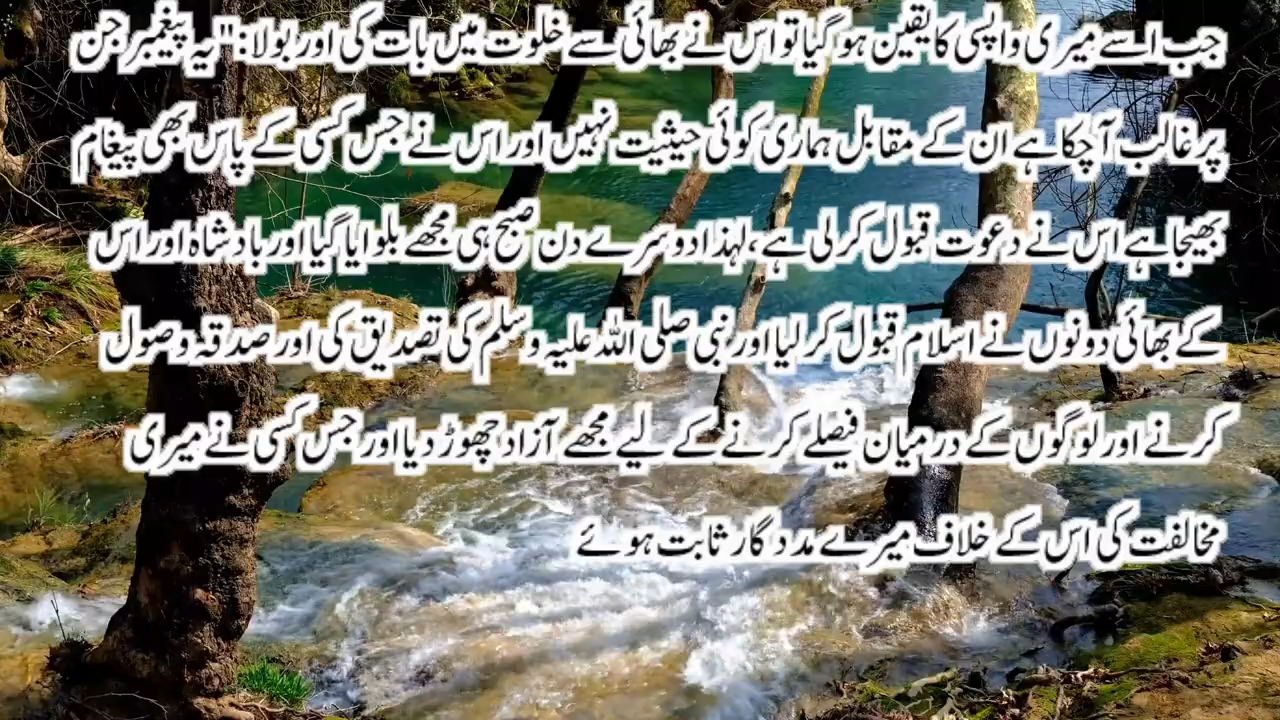 جب اسے میری واپسی کا یقین ہو گیا تو اس نے بھائی سے خلوت میں بات کی اور بولا: "یہ پیغمبر جن
پر غالب آ چکا ہے ان کے مقابل ہماری کوئی حیثیت نہیں اور اس نے جس کسی کے پاس بھی پیغام
بھیجا ہے اس نے دعوت قبول کر لی ہے، لہٰذا دوسرے دن صبح ہی مجھے بلوایا گیا اور بادشاہ اور اس
کے بھائی دونوں نے اسلام قبول کر لیا اور نبی صلی اللہ علیہ وسلم کی تصدیق کی اور صدقہ وصول
کرنے اور لوگوں کے درمیان فیصلے کرنے کے لیے مجھے آزاد چھوڑ دیا اور جس کسی نے میری
مخالفت کی اس کے خلاف میرے مددگار ثابت ہوئے